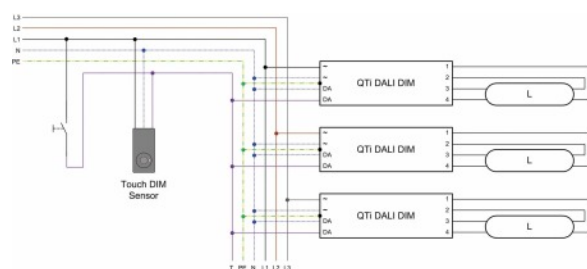 L3
L2
L1
N
PE
~
~
DA
DA
QTi DALI DIM
1
2
3
4
L
~
~
DA
DA
QTi DALI DIM
1
2
3
4
L
~
~
DA
DA
QTi DALI DIM
1
2
3
4
L
Touch DIM
Sensor
T PE N L1 L2 L3